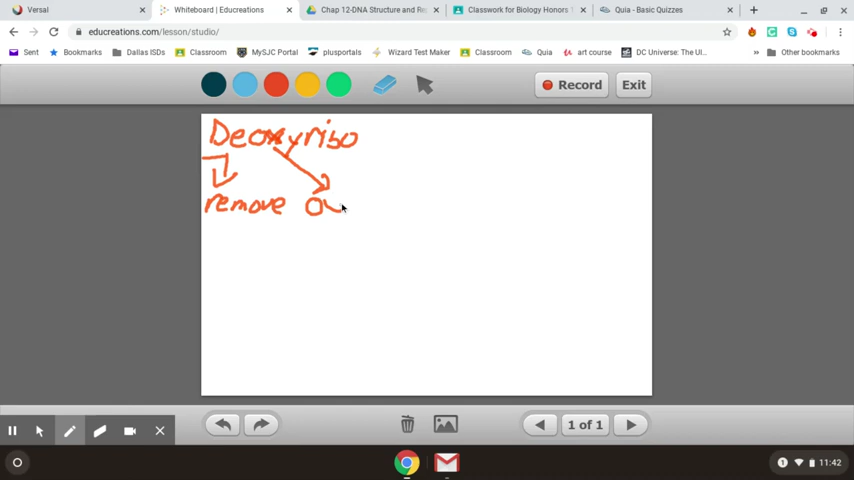 Versal
Whiteboard | Educreations
Chap 12-DNA Structure and Re
Classwork for Biology Honors
Quia - Basic Quizzes
educreations.com/lesson/studio/
Sent
Bookmarks
Dallas ISDs
Classroom
MySJC Portal
plusportals
Wizard Test Maker
Classroom
Quia
art course
DC Universe: The Ul...
»
Other bookmarks
Record
Exit
Deoxyribo
remove
1 of 1
1
11:42